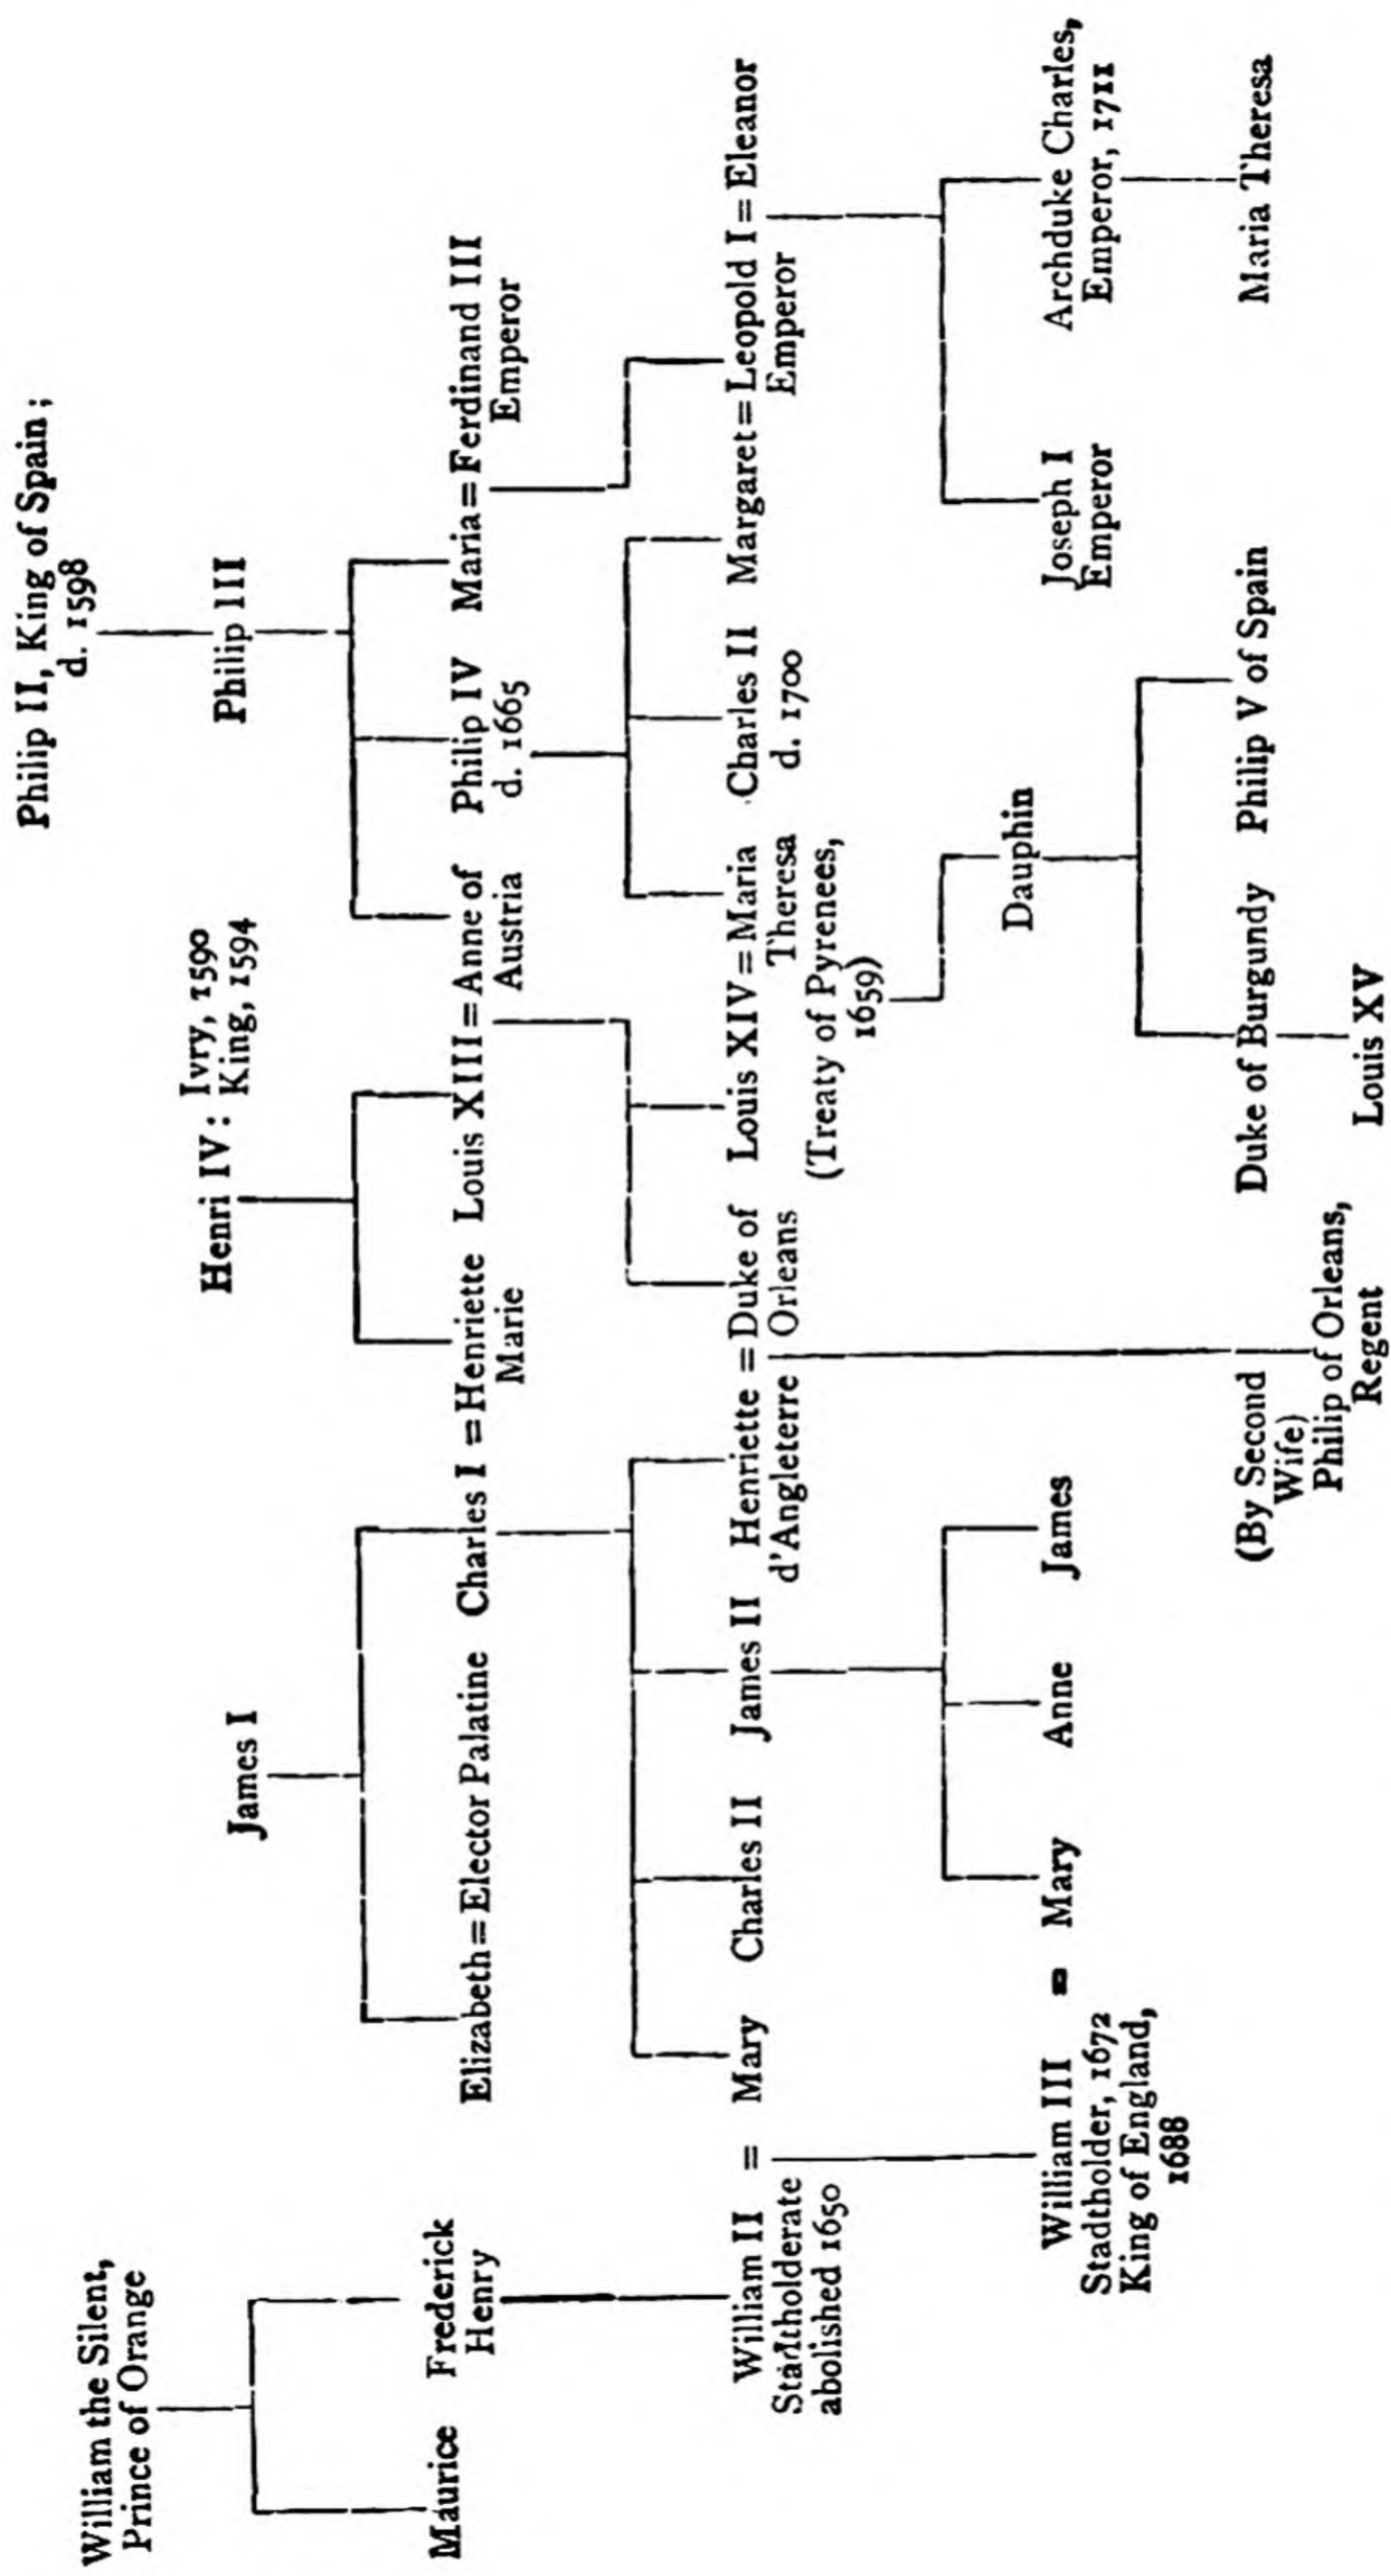 William the Silent,
Prince of Orange
Maurice
Frederick
Henry
William II
Stadtholderate
abolished 1650
=
Mary
William III
Stadtholder, 1672
King of England,
1688
=
James I
Elizabeth = Elector Palatine
Charles I = Henriette
Marie
Charles II
James II
Henriette = Duke of
d'Angleterre
Orleans
Mary
Anne
James
(By Second
Wife)
Philip of Orleans,
Regent
Henri IV : Ivry, 1590
King, 1594
Louis XIII = Anne of
Austria
Louis XIV = Maria
Theresa
(Treaty of Pyrenees,
1659)
Dauphin
Duke of Burgundy
Philip V of Spain
Louis XV
Philip II, King of Spain ;
d. 1598
Philip III
Philip IV
d. 1665
Maria = Ferdinand III
Emperor
Charles II
d. 1700
Margaret = Leopold I = Eleanor
Emperor
Joseph I
Emperor
Archduke Charles,
Emperor, 1711
Maria Theresa